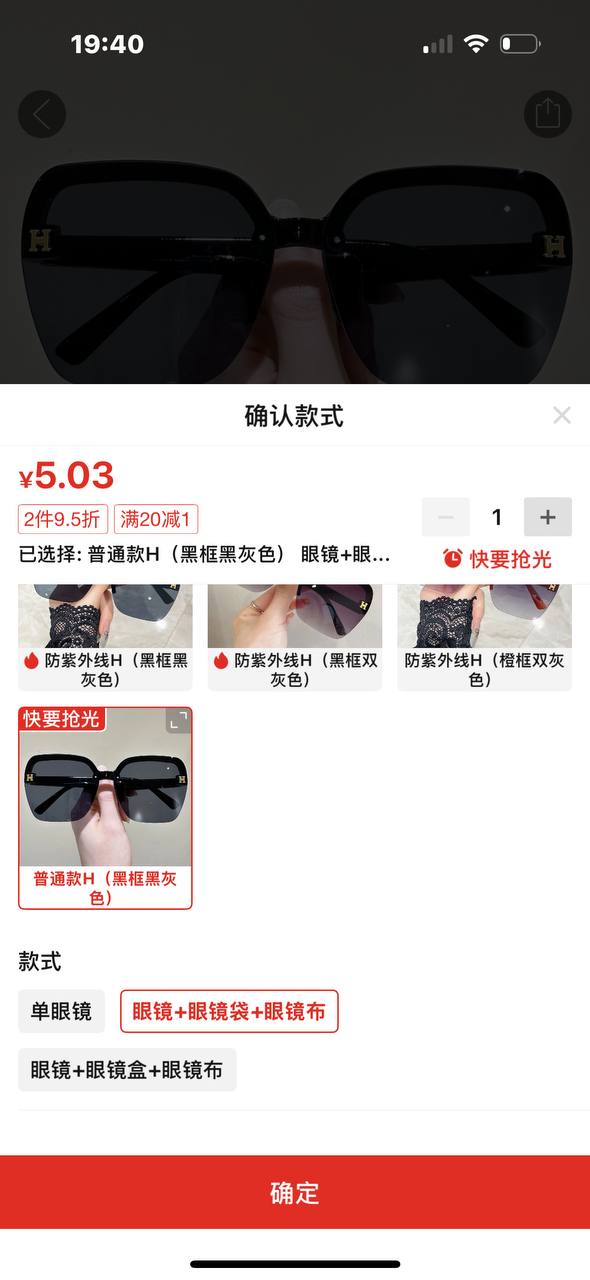 19:40
H
H
确认款式
¥5.03
2件9.5折 满20减1
1
已选择: 普通款H（黑框黑灰色） 眼镜+眼...
快要抢光
防紫外线H（黑框黑灰色）
防紫外线H（黑框双灰色）
防紫外线H（橙框双灰色）
快要抢光
H
H
普通款H（黑框黑灰色）
款式
单眼镜
眼镜+眼镜袋+眼镜布
眼镜+眼镜盒+眼镜布
确定